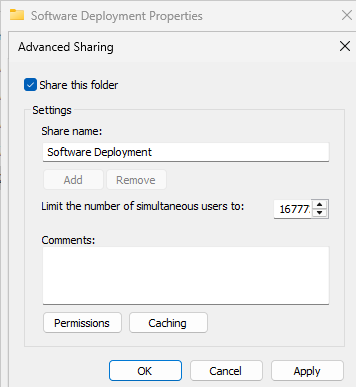 Software Deployment Properties
Advanced Sharing
Share this folder
Settings
Share name:
Software Deployment
Add
Remove
Limit the number of simultaneous users to:
16777
Comments:
Permissions
Caching
OK
Cancel
Apply